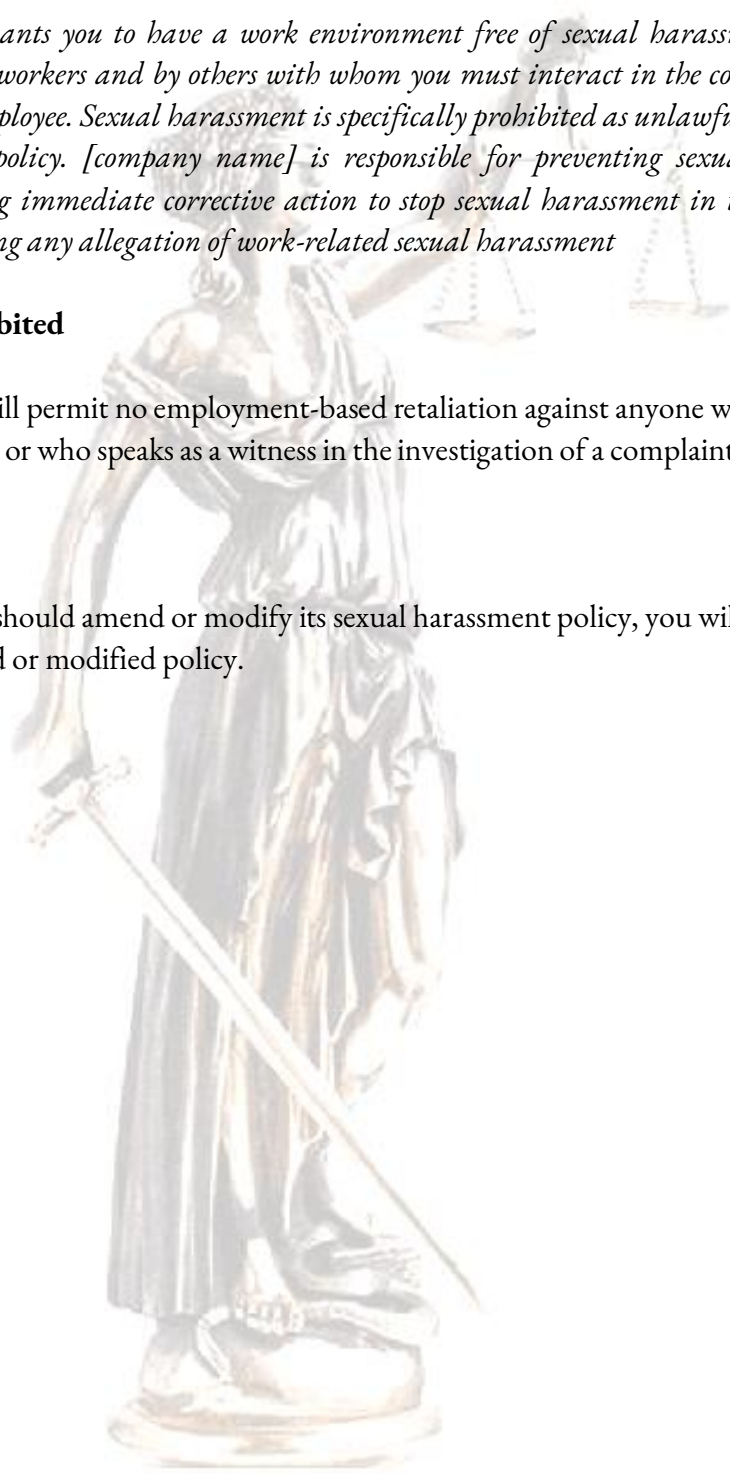 ants you to have a work environment free of sexual harass
workers and by others with whom you must interact in the co
ployee. Sexual harassment is specifically prohibited as unlawfu
policy. [company name] is responsible for preventing sexu
g immediate corrective action to stop sexual harassment in
ng any allegation of work-related sexual harassment
bited
ill permit no employment-based retaliation against anyone w
or who speaks as a witness in the investigation of a complaint
should amend or modify its sexual harassment policy, you wil
d or modified policy.